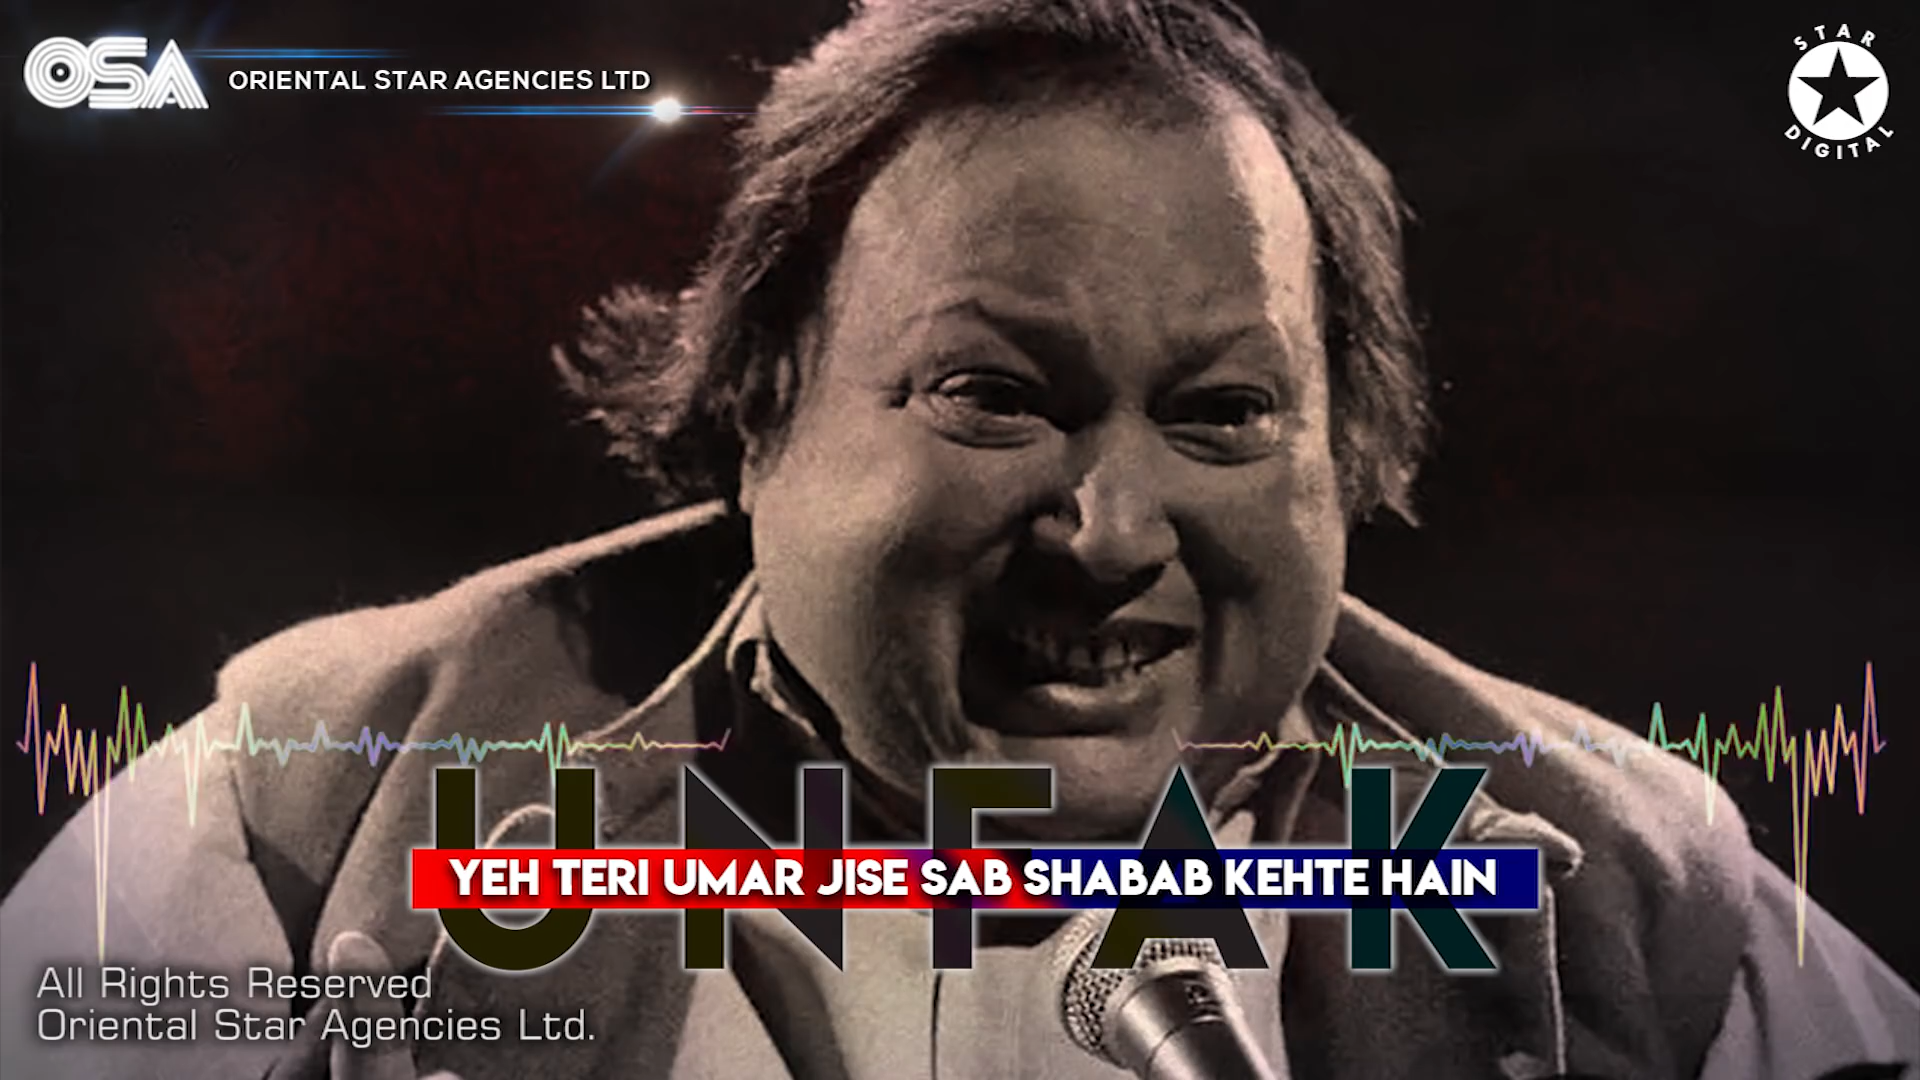 OSA
ORIENTAL STAR AGENCIES LTD
STAR
DIGITAL
UNFAK
YEH TERI UMAR JISE SAB SHABAB KEHTE HAIN
All Rights Reserved
Oriental Star Agencies Ltd.